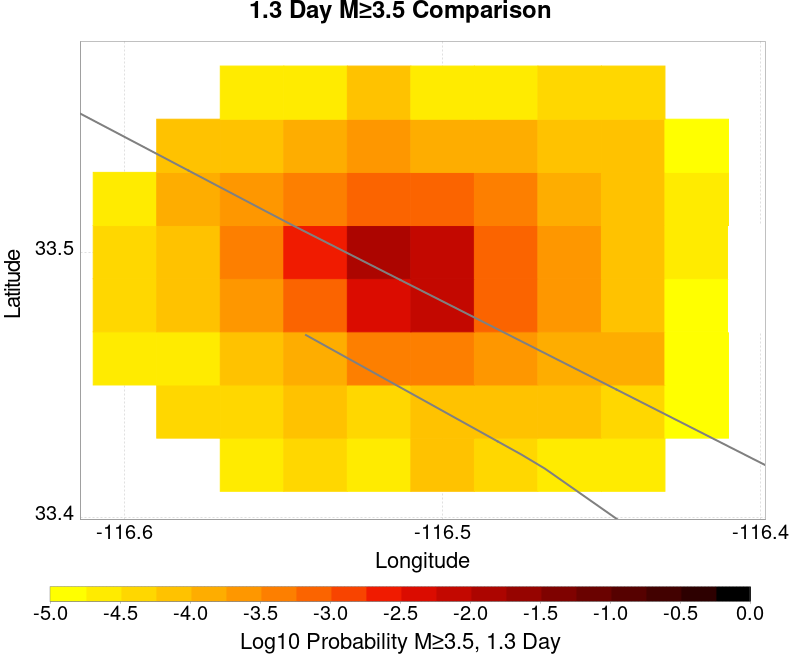 1.3 Day M≥3.5 Comparison
Latitude
33.5
33.4
-116.6 -116.5 -116.4
Longitude
-5.0 -4.5 -4.0 -3.5 -3.0 -2.5 -2.0 -1.5 -1.0 -0.5 0.0
Log10 Probability M≥3.5, 1.3 Day